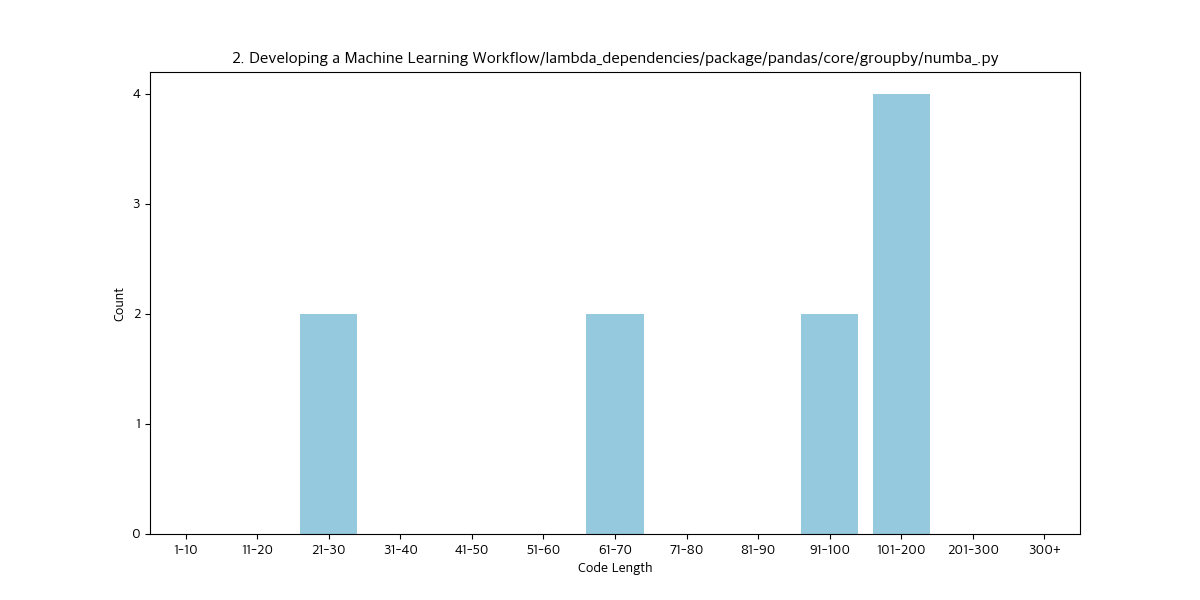 2. Developing a Machine Learning Workflow/lambda_dependencies/package/pandas/core/groupby/numba_.py
4
3
2
1
0
Count
1-10 11-20 21-30 31-40 41-50 51-60 61-70 71-80 81-90 91-100 101-200 201-300 300+
Code Length